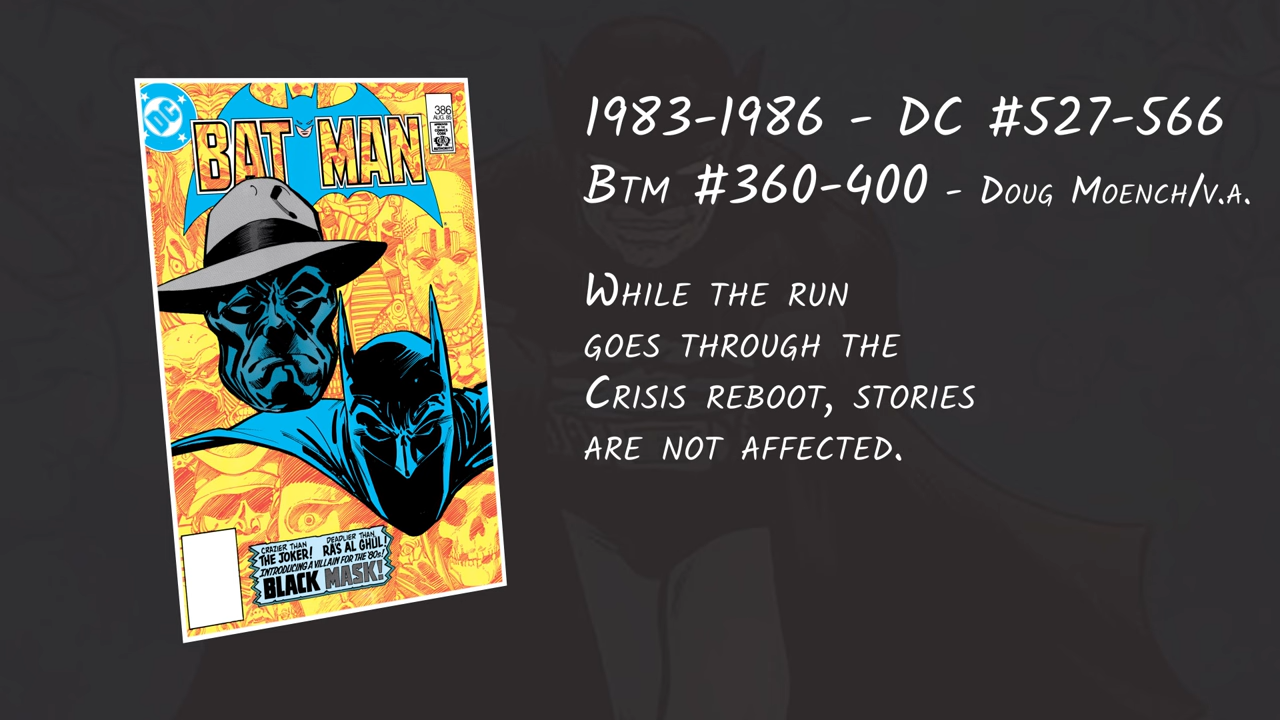 DC
386
AUG. 85
BATMAN
CRAZIER THAN
THE JOKER!
DEADLIER THAN
RA'S AL GHUL!
INTRODUCING A VILLAIN FOR THE '80s!
BLACK MASK!
1983-1986 - DC #527-566
BTM #360-400 - DOUG MOENCH/V.A.
WHILE THE RUN
GOES THROUGH THE
CRISIS REBOOT, STORIES
ARE NOT AFFECTED.